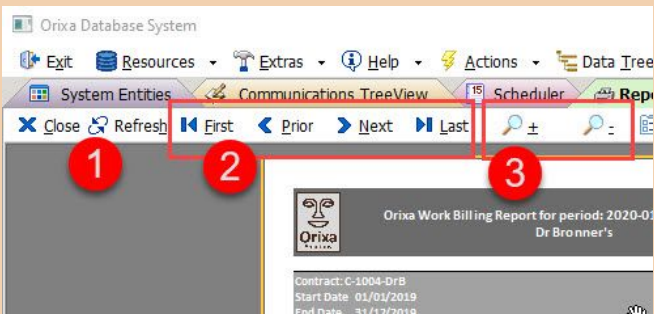 Orixa Database System
Exit Resources Extras Help Actions Data Tree
System Entities Communications TreeView 15 Scheduler Repo
Close Refresh First Prior Next Last + -
1 2 3
Orixa
Orixa Work Billing Report for period: 2020-01
Dr Bronner's
Contract: C-1004-DrB
Start Date 01/01/2019
End Date 31/12/2019